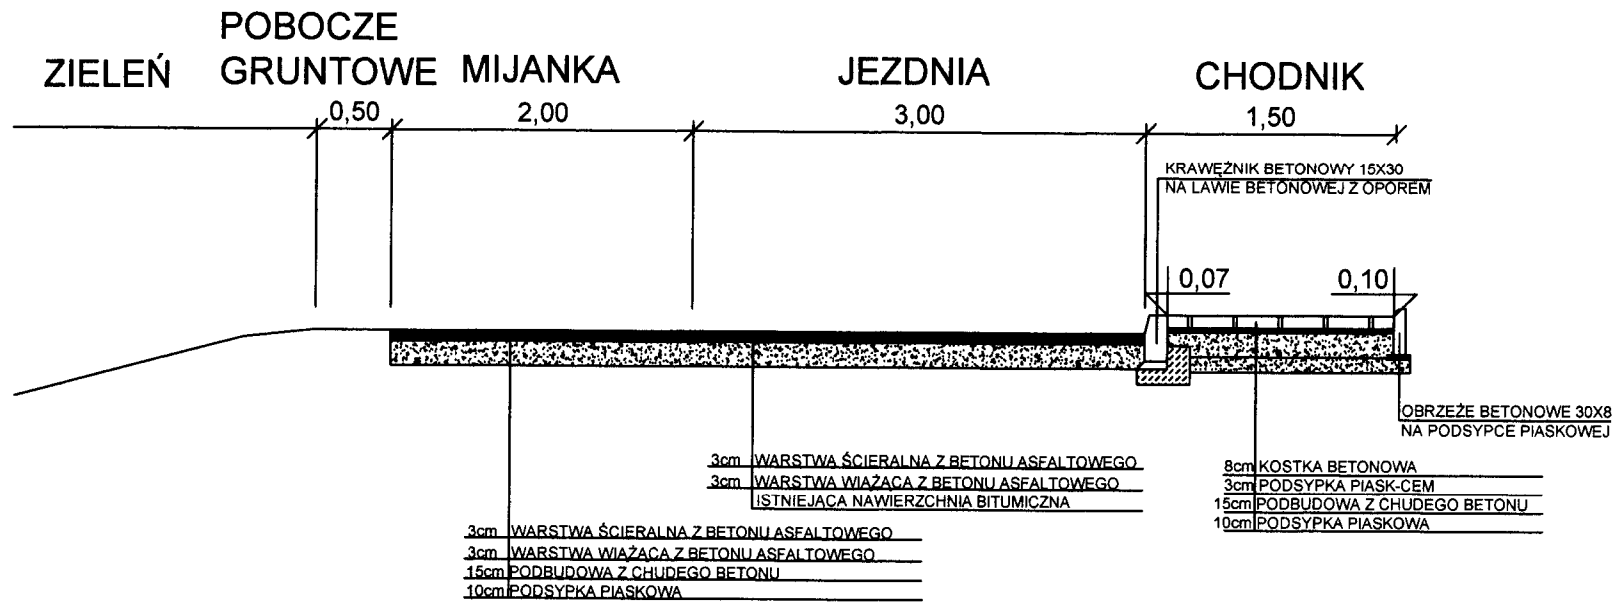 ZIELEŃ
POBOCZE
GRUNTOWE
MIJANKA
JEZDNIA
CHODNIK
0,50
2,00
3,00
1,50
KRAWĘŻNIK BETONOWY 15X30
NA LAWIE BETONOWEJ Z OPOREM
0,07
0,10
OBRZEŻE BETONOWE 30X8
NA PODSYPCE PIASKOWEJ
3cm WARSTWA ŚCIERALNA Z BETONU ASFALTOWEGO
3cm WARSTWA WIĄŻĄCA Z BETONU ASFALTOWEGO
ISTNIEJĄCA NAWIERZCHNIA BITUMICZNA
8cm KOSTKA BETONOWA
3cm PODSYPKA PIASK-CEM
15cm PODBUDOWA Z CHUDEGO BETONU
10cm PODSYPKA PIASKOWA
3cm WARSTWA ŚCIERALNA Z BETONU ASFALTOWEGO
3cm WARSTWA WIĄŻĄCA Z BETONU ASFALTOWEGO
15cm PODBUDOWA Z CHUDEGO BETONU
10cm PODSYPKA PIASKOWA